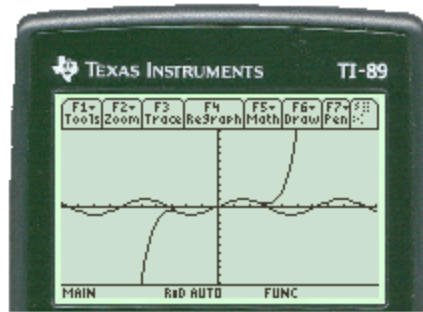 TEXAS INSTRUMENTS TI-89
F1 F2 F3 F4 F5 F6 F7
Tools Zoom Trace ReGraph Math Draw Pen
MAIN RAD AUTO FUNC